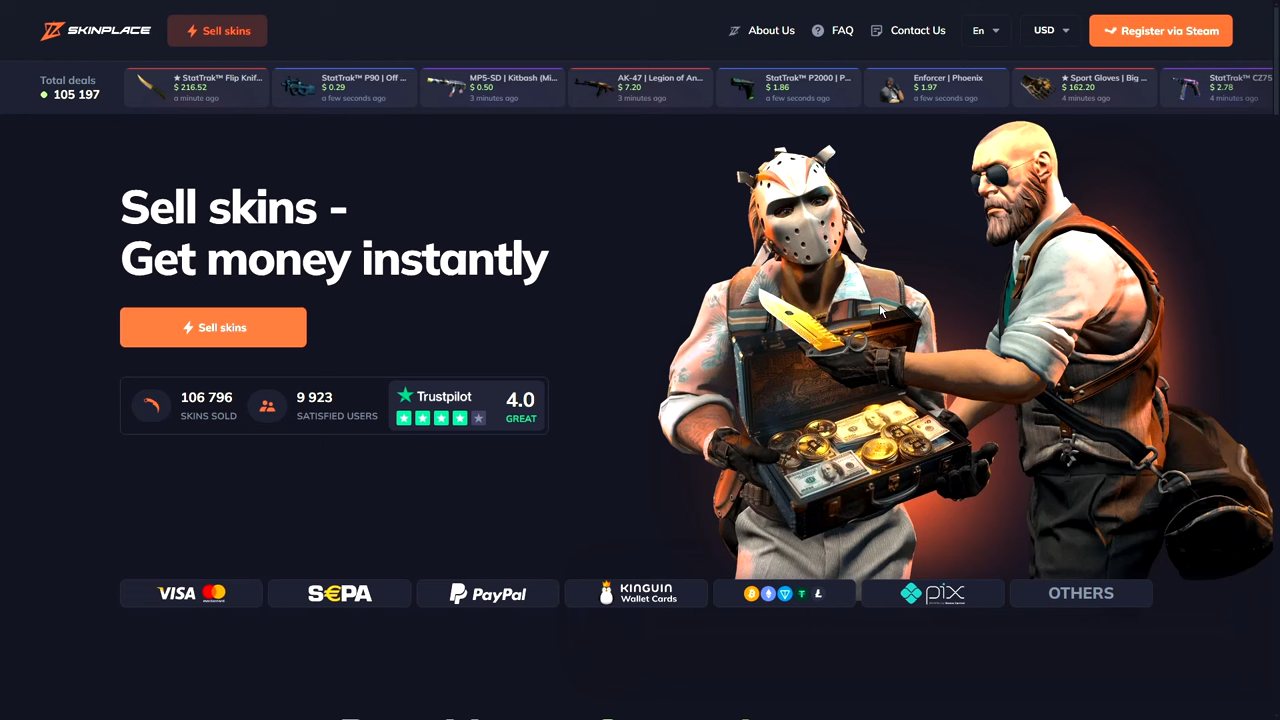 SKINPLACE
Sell skins
About Us
FAQ
Contact Us
En
USD
Register via Steam
Total deals
105 197
★ StatTrak™ Flip Knif...
$ 216.52
a minute ago
StatTrak™ P90 | Off ...
$ 0.29
a few seconds ago
MP5-SD | Kitbash (Mi...
$ 0.50
3 minutes ago
AK-47 | Legion of An...
$ 7.20
3 minutes ago
StatTrak™ P2000 | P...
$ 1.86
a few seconds ago
Enforcer | Phoenix
$ 1.97
a few seconds ago
★ Sport Gloves | Big ...
$ 162.20
4 minutes ago
StatTrak™ CZ75
$ 2.78
4 minutes ago
Sell skins -
Get money instantly
Sell skins
106 796
SKINS SOLD
9 923
SATISFIED USERS
Trustpilot
4.0
GREAT
VISA
S€PA
PayPal
KINGUIN
Wallet Cards
pix
OTHERS